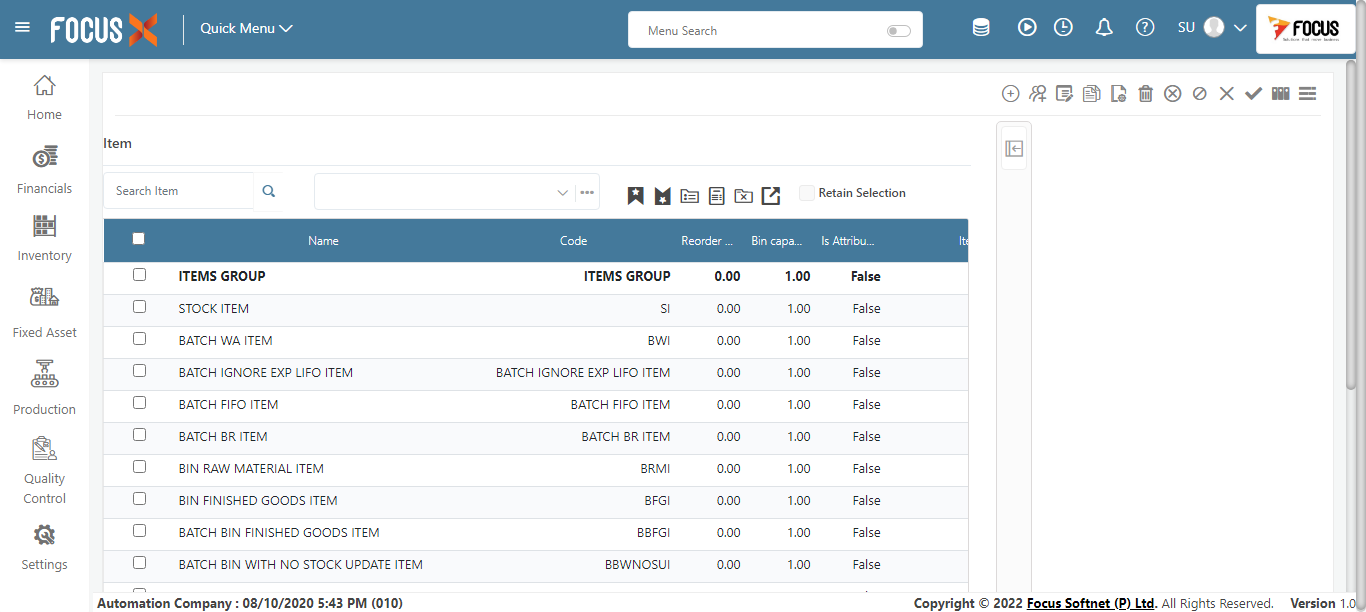 FOCUS X
Quick Menu
Menu Search
SU
FOCUS
Home
Financials
Inventory
Fixed Asset
Production
Quality
Control
Settings
Item
Search Item
Retain Selection
Name Code Reorder ... Bin capa... Is Attribu... Ite
ITEMS GROUP ITEMS GROUP 0.00 1.00 False
STOCK ITEM SI 0.00 1.00 False
BATCH WA ITEM BWI 0.00 1.00 False
BATCH IGNORE EXP LIFO ITEM BATCH IGNORE EXP LIFO ITEM 0.00 1.00 False
BATCH FIFO ITEM BATCH FIFO ITEM 0.00 1.00 False
BATCH BR ITEM BATCH BR ITEM 0.00 1.00 False
BIN RAW MATERIAL ITEM BRMI 0.00 1.00 False
BIN FINISHED GOODS ITEM BFGI 0.00 1.00 False
BATCH BIN FINISHED GOODS ITEM BBFGI 0.00 1.00 False
BATCH BIN WITH NO STOCK UPDATE ITEM BBWNOSUI 0.00 1.00 False
Automation Company : 08/10/2020 5:43 PM (010)
Copyright © 2022 Focus Softnet (P) Ltd. All Rights Reserved. Version 1.0